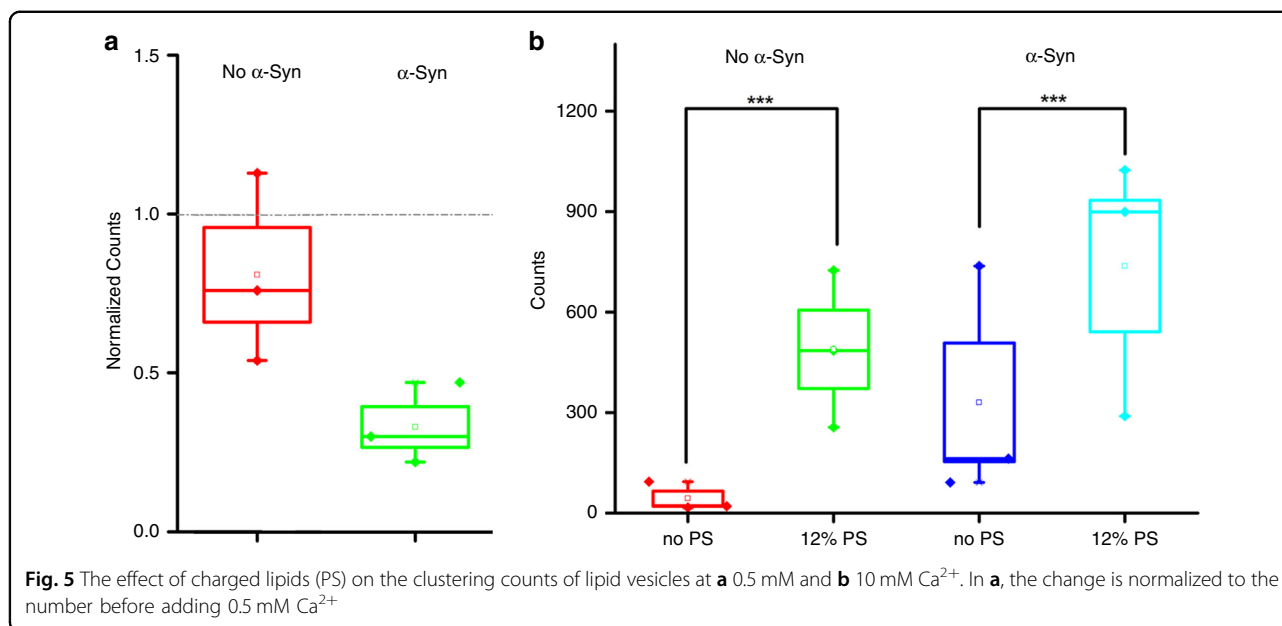 a
1.5
1.0
0.5
0.0
Normalized Counts
No α-Syn
α-Syn
b
1200
900
600
300
0
Counts
No α-Syn
α-Syn
***
***
no PS
12% PS
no PS
12% PS
Fig. 5 The effect of charged lipids (PS) on the clustering counts of lipid vesicles at a 0.5 mM and b 10 mM Ca²⁺. In a, the change is normalized to the
number before adding 0.5 mM Ca²⁺